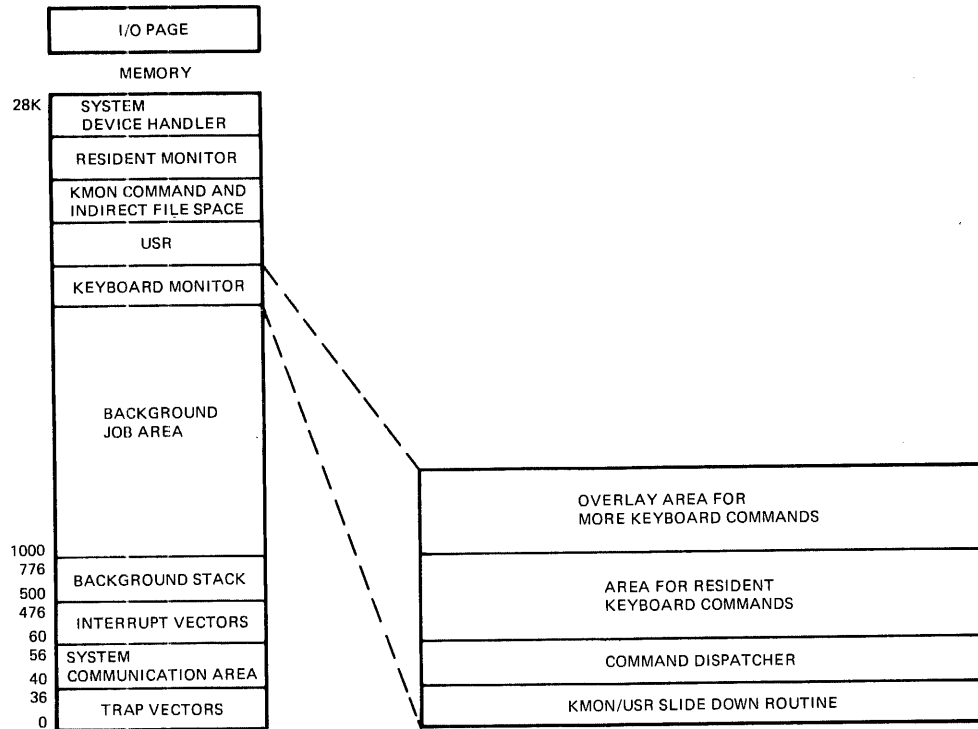 I/O PAGE
MEMORY
28K
SYSTEM
DEVICE HANDLER
RESIDENT MONITOR
KMON COMMAND AND
INDIRECT FILE SPACE
USR
KEYBOARD MONITOR
BACKGROUND
JOB AREA
1000
776
BACKGROUND STACK
500
476
INTERRUPT VECTORS
60
56
SYSTEM
COMMUNICATION AREA
40
36
TRAP VECTORS
0
OVERLAY AREA FOR
MORE KEYBOARD COMMANDS
AREA FOR RESIDENT
KEYBOARD COMMANDS
COMMAND DISPATCHER
KMON/USR SLIDE DOWN ROUTINE